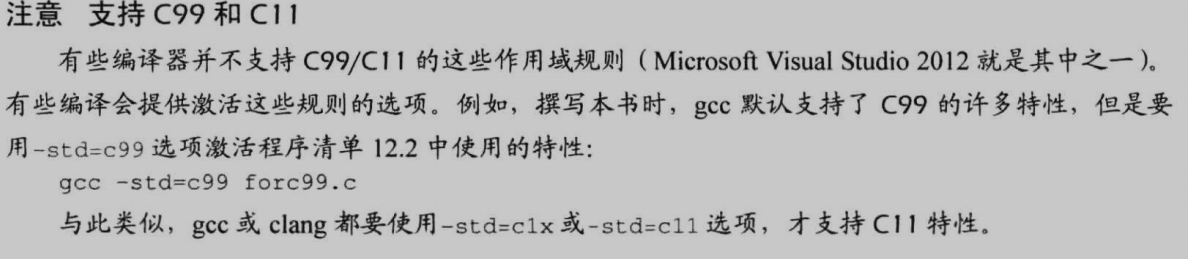 注意 支持 C99 和 C11
有些编译器并不支持 C99/C11 的这些作用域规则（Microsoft Visual Studio 2012 就是其中之一）。
有些编译会提供激活这些规则的选项。例如，撰写本书时，gcc 默认支持了 C99 的许多特性，但是要
用-std=c99 选项激活程序清单 12.2 中使用的特性：
gcc -std=c99 forc99.c
与此类似，gcc 或 clang 都要使用-std=c1x 或-std=c11 选项，才支持 C11 特性。